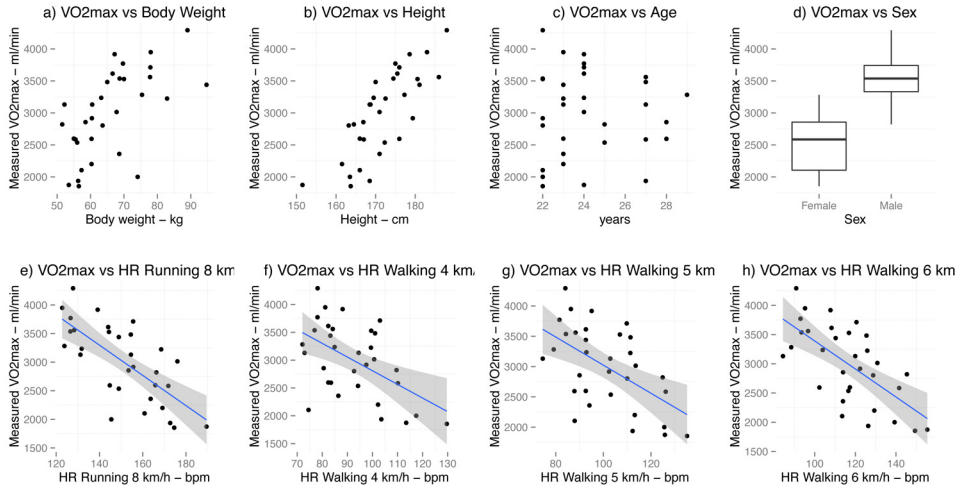 a) VO2max vs Body Weight
Measured VO2max – ml/min
4000
3500
3000
2500
2000
50 60 70 80 90
Body weight – kg
b) VO2max vs Height
Measured VO2max – ml/min
4000
3500
3000
2500
2000
150 160 170 180
Height – cm
c) VO2max vs Age
Measured VO2max – ml/min
4000
3500
3000
2500
2000
22 24 26 28
years
d) VO2max vs Sex
Measured VO2max – ml/min
4000
3500
3000
2500
2000
Female Male
Sex
e) VO2max vs HR Running 8 km
Measured VO2max – ml/min
4000
3500
3000
2500
2000
1500
120 140 160 180
HR Running 8 km/h – bpm
f) VO2max vs HR Walking 4 km/
Measured VO2max – ml/min
4000
3500
3000
2500
2000
1500
70 80 90 100 110 120 130
HR Walking 4 km/h – bpm
g) VO2max vs HR Walking 5 km
Measured VO2max – ml/min
4000
3500
3000
2500
2000
80 100 120
HR Walking 5 km/h – bpm
h) VO2max vs HR Walking 6 km
Measured VO2max – ml/min
4000
3500
3000
2500
2000
1500
100 120 140
HR Walking 6 km/h – bpm